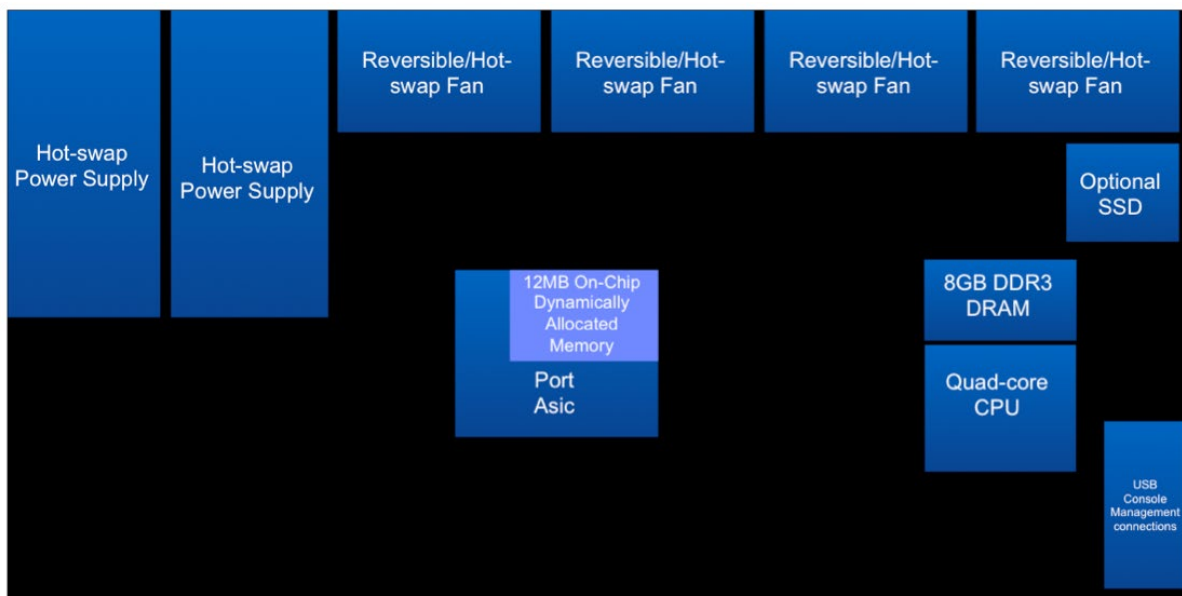 Hot-swap
Power Supply
Hot-swap
Power Supply
Reversible/Hot-
swap Fan
Reversible/Hot-
swap Fan
Reversible/Hot-
swap Fan
Reversible/Hot-
swap Fan
Optional
SSD
12MB On-Chip
Dynamically
Allocated
Memory
Port
Asic
8GB DDR3
DRAM
Quad-core
CPU
USB
Console
Management
connections